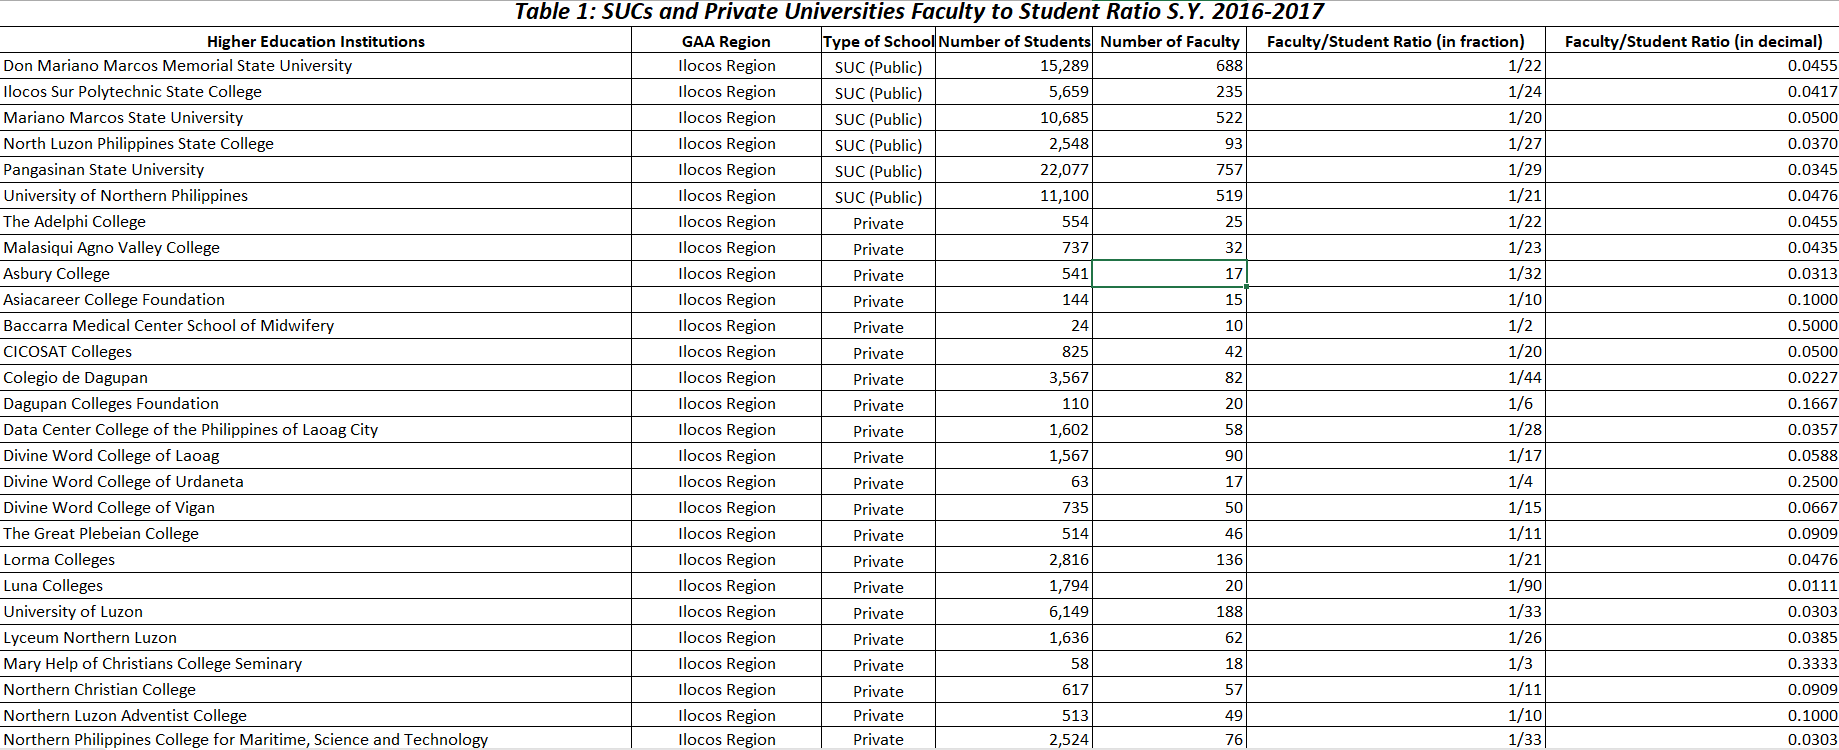 Table 1: SUCs and Private Universities Faculty to Student Ratio S.Y. 2016-2017
Higher Education Institutions GAA Region Type of School Number of Students Number of Faculty Faculty/Student Ratio (in fraction) Faculty/Student Ratio (in decimal)
Don Mariano Marcos Memorial State University Ilocos Region SUC (Public) 15,289 688 1/22 0.0455
Ilocos Sur Polytechnic State College Ilocos Region SUC (Public) 5,659 235 1/24 0.0417
Mariano Marcos State University Ilocos Region SUC (Public) 10,685 522 1/20 0.0500
North Luzon Philippines State College Ilocos Region SUC (Public) 2,548 93 1/27 0.0370
Pangasinan State University Ilocos Region SUC (Public) 22,077 757 1/29 0.0345
University of Northern Philippines Ilocos Region SUC (Public) 11,100 519 1/21 0.0476
The Adelphi College Ilocos Region Private 554 25 1/22 0.0455
Malasiqui Agno Valley College Ilocos Region Private 737 32 1/23 0.0435
Asbury College Ilocos Region Private 541 17 1/32 0.0313
Asiacareer College Foundation Ilocos Region Private 144 15 1/10 0.1000
Baccarra Medical Center School of Midwifery Ilocos Region Private 24 10 1/2 0.5000
CICOSAT Colleges Ilocos Region Private 825 42 1/20 0.0500
Colegio de Dagupan Ilocos Region Private 3,567 82 1/44 0.0227
Dagupan Colleges Foundation Ilocos Region Private 110 20 1/6 0.1667
Data Center College of the Philippines of Laoag City Ilocos Region Private 1,602 58 1/28 0.0357
Divine Word College of Laoag Ilocos Region Private 1,567 90 1/17 0.0588
Divine Word College of Urdaneta Ilocos Region Private 63 17 1/4 0.2500
Divine Word College of Vigan Ilocos Region Private 735 50 1/15 0.0667
The Great Plebeian College Ilocos Region Private 514 46 1/11 0.0909
Lorma Colleges Ilocos Region Private 2,816 136 1/21 0.0476
Luna Colleges Ilocos Region Private 1,794 20 1/90 0.0111
University of Luzon Ilocos Region Private 6,149 188 1/33 0.0303
Lyceum Northern Luzon Ilocos Region Private 1,636 62 1/26 0.0385
Mary Help of Christians College Seminary Ilocos Region Private 58 18 1/3 0.3333
Northern Christian College Ilocos Region Private 617 57 1/11 0.0909
Northern Luzon Adventist College Ilocos Region Private 513 49 1/10 0.1000
Northern Philippines College for Maritime, Science and Technology Ilocos Region Private 2,524 76 1/33 0.0303